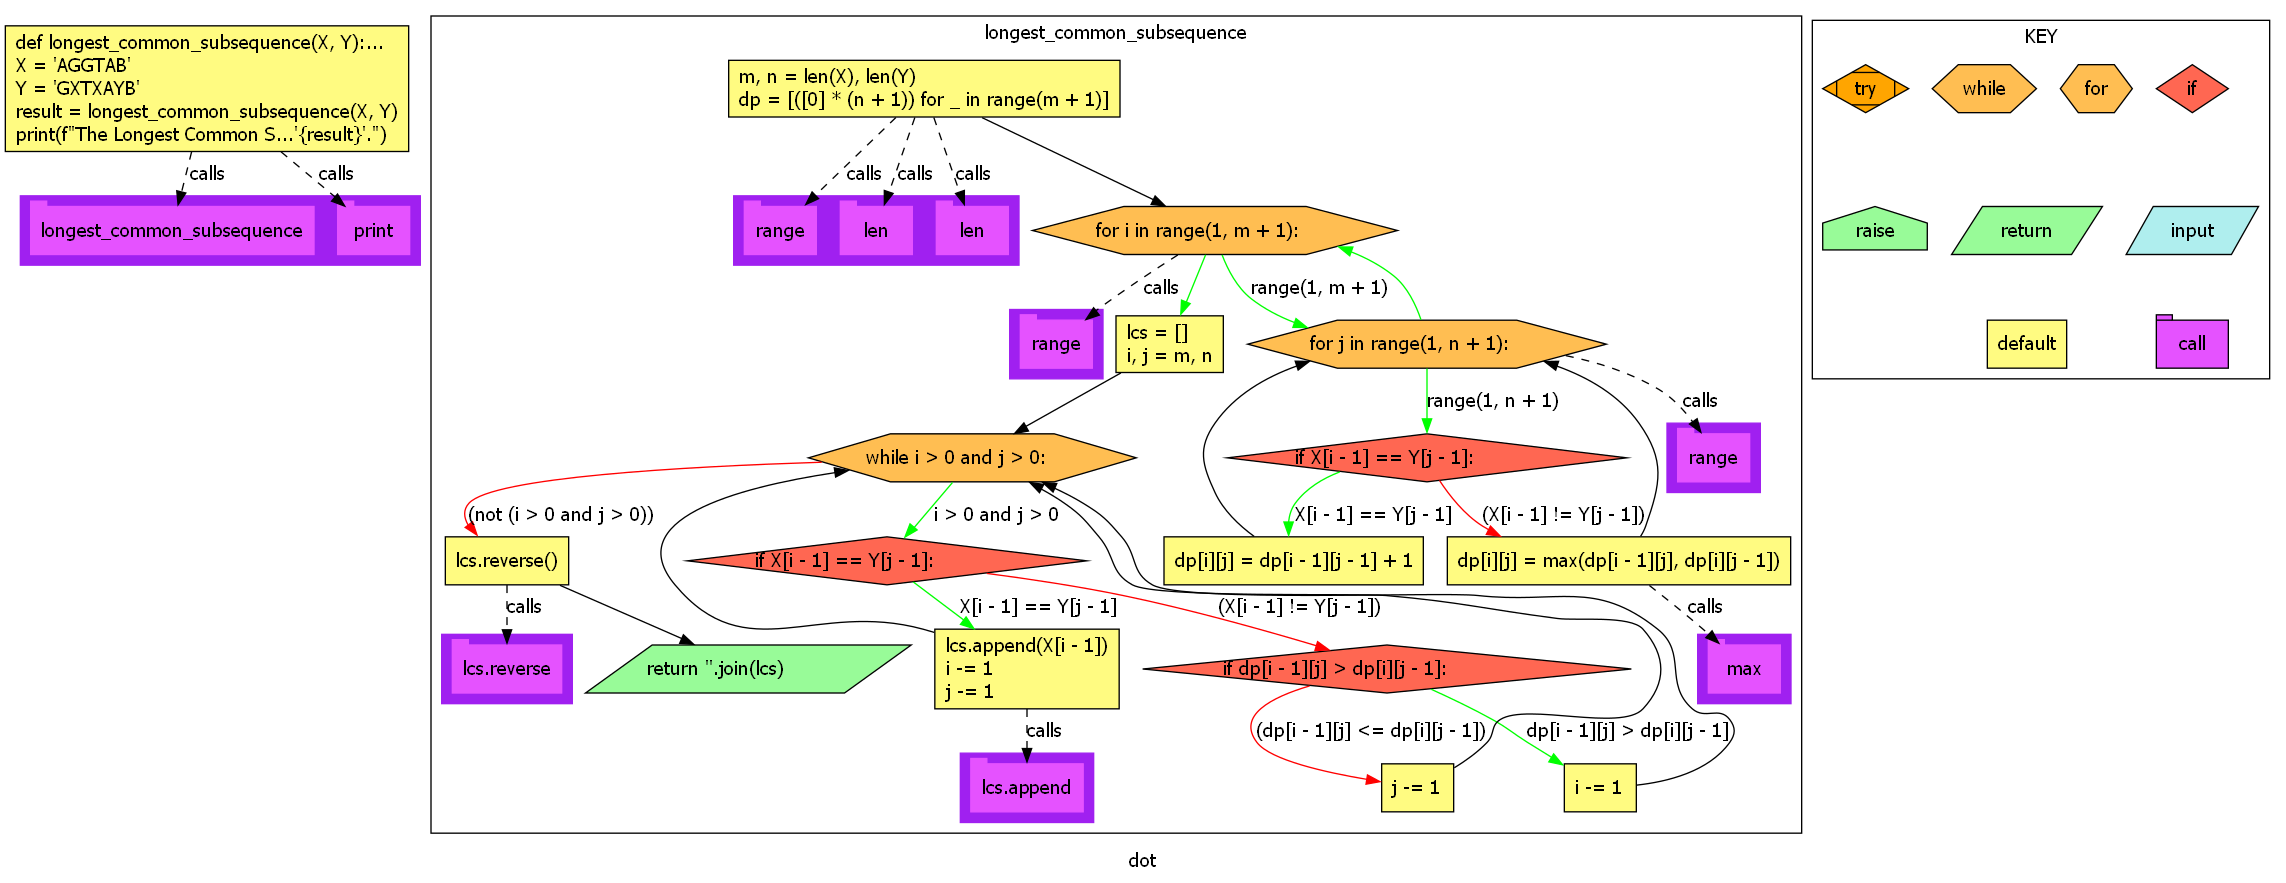 def longest_common_subsequence(X, Y):...
X = 'AGGTAB'
Y = 'GXTXAYB'
result = longest_common_subsequence(X, Y)
print(f"The Longest Common S...'{result}'.")
calls
calls
longest_common_subsequence
print
longest_common_subsequence
m, n = len(X), len(Y)
dp = [([0] * (n + 1)) for _ in range(m + 1)]
calls
calls
calls
range
len
len
for i in range(1, m + 1):
calls
range(1, m + 1)
range
lcs = []
i, j = m, n
for j in range(1, n + 1):
range(1, n + 1)
calls
while i > 0 and j > 0:
if X[i - 1] == Y[j - 1]:
range
(not (i > 0 and j > 0))
i > 0 and j > 0
X[i - 1] == Y[j - 1]
(X[i - 1] != Y[j - 1])
lcs.reverse()
if X[i - 1] == Y[j - 1]:
dp[i][j] = dp[i - 1][j - 1] + 1
dp[i][j] = max(dp[i - 1][j], dp[i][j - 1])
calls
X[i - 1] == Y[j - 1]
(X[i - 1] != Y[j - 1])
calls
lcs.reverse
return ''.join(lcs)
lcs.append(X[i - 1])
i -= 1
j -= 1
if dp[i - 1][j] > dp[i][j - 1]:
max
calls
(dp[i - 1][j] <= dp[i][j - 1])
dp[i - 1][j] > dp[i][j - 1]
lcs.append
j -= 1
i -= 1
KEY
try
while
for
if
raise
return
input
default
call
dot